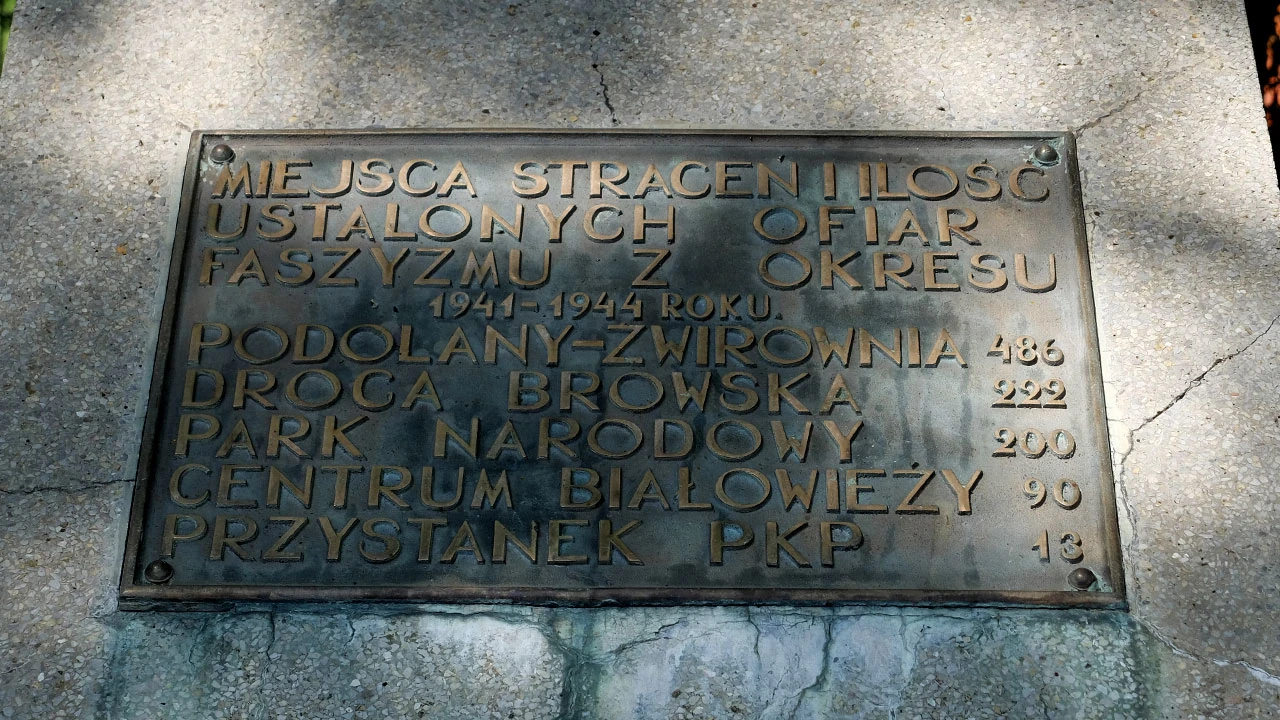 MIEJSCA STRACEŃ I ILOŚĆ
USTALONYCH OFIAR
FASZYZMU Z OKRESU
1941-1944 ROKU.
PODOLANY-ŻWIROWNIA 486
DROGA BROWSKA 222
PARK NARODOWY 200
CENTRUM BIAŁOWIEŻY 90
PRZYSTANEK PKP 13